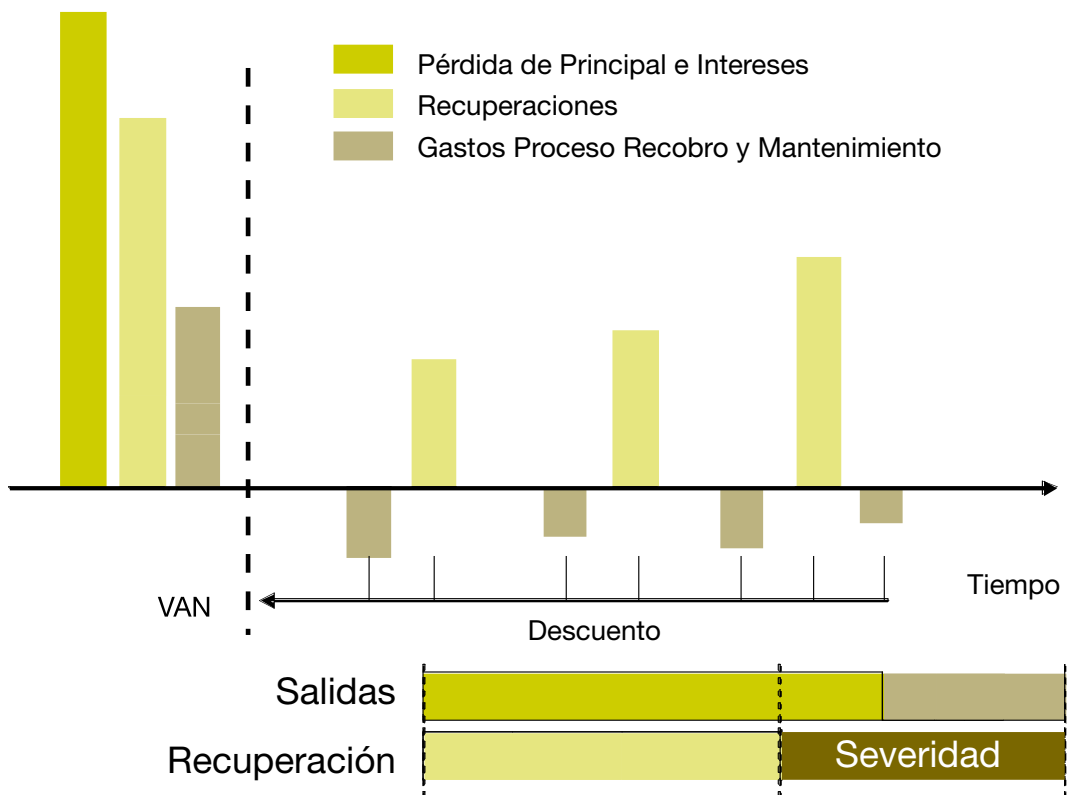 Pérdida de Principal e Intereses
Recuperaciones
Gastos Proceso Recobro y Mantenimiento
Tiempo
VAN
Descuento
Salidas
Recuperación
Severidad